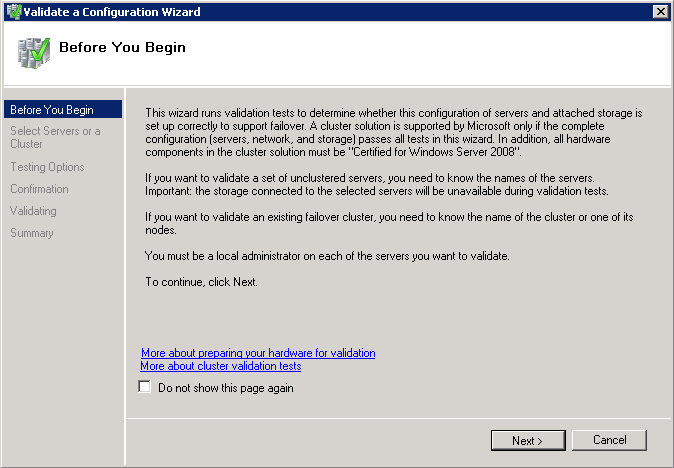 Validate a Configuration Wizard
Before You Begin
Before You Begin
Select Servers or a
Cluster
Testing Options
Confirmation
Validating
Summary
This wizard runs validation tests to determine whether this configuration of servers and attached storage is
set up correctly to support failover. A cluster solution is supported by Microsoft only if the complete
configuration (servers, network, and storage) passes all tests in this wizard. In addition, all hardware
components in the cluster solution must be "Certified for Windows Server 2008".
If you want to validate a set of unclustered servers, you need to know the names of the servers.
Important: the storage connected to the selected servers will be unavailable during validation tests.
If you want to validate an existing failover cluster, you need to know the name of the cluster or one of its
nodes.
You must be a local administrator on each of the servers you want to validate.
To continue, click Next.
More about preparing your hardware for validation
More about cluster validation tests
Do not show this page again
Next >
Cancel